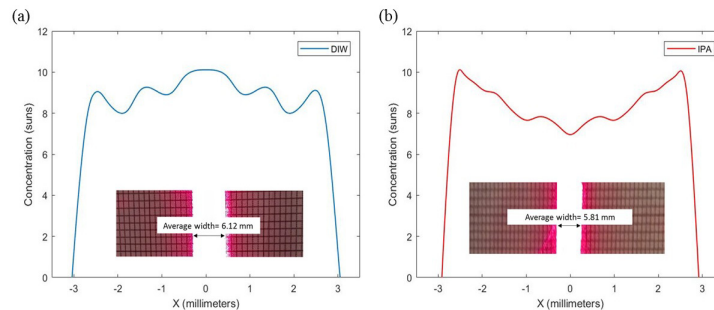 (a)
12
10
8
6
4
2
0
Concentration (suns)
DIW
Average width= 6.12 mm
-3 -2 -1 0 1 2 3
X (millimeters)
(b)
12
10
8
6
4
2
0
Concentration (suns)
IPA
Average width= 5.81 mm
-3 -2 -1 0 1 2 3
X (millimeters)